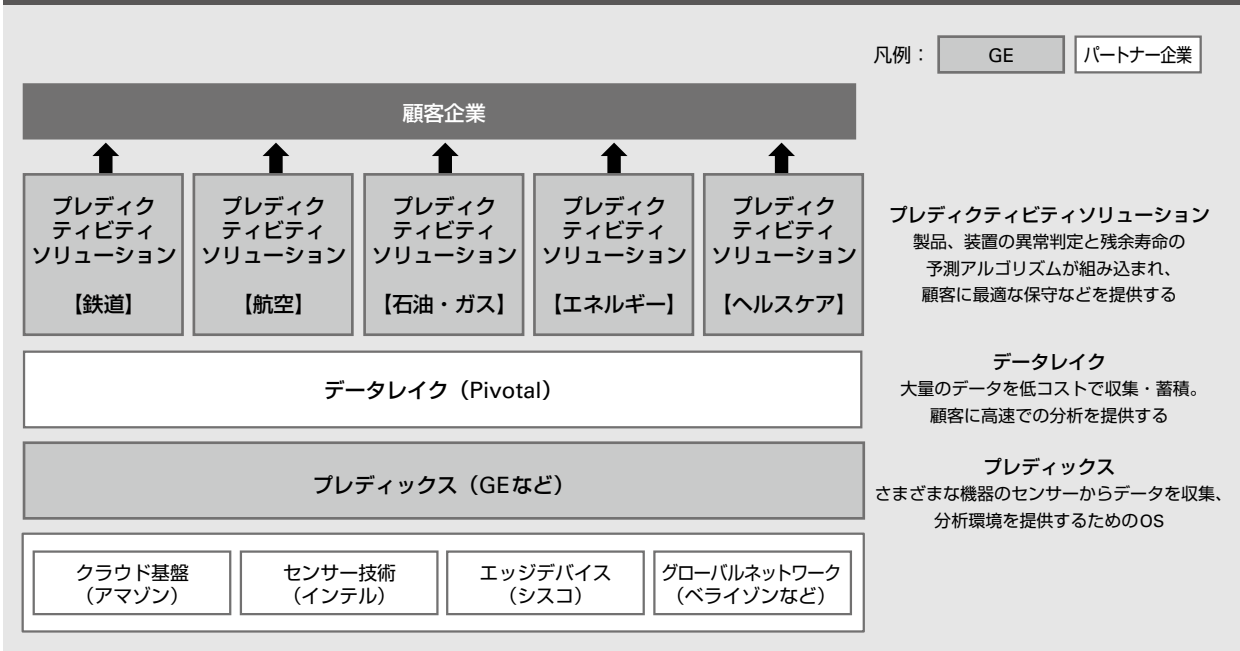 凡例：
GE
パートナー企業
顧客企業
プレディク
ティビティ
ソリューション
【鉄道】
プレディク
ティビティ
ソリューション
【航空】
プレディク
ティビティ
ソリューション
【石油・ガス】
プレディク
ティビティ
ソリューション
【エネルギー】
プレディク
ティビティ
ソリューション
【ヘルスケア】
プレディクティビティソリューション
製品、装置の異常判定と残余寿命の
予測アルゴリズムが組み込まれ、
顧客に最適な保守などを提供する
データレイク（Pivotal）
データレイク
大量のデータを低コストで収集・蓄積。
顧客に高速での分析を提供する
プレディックス（GEなど）
プレディックス
さまざまな機器のセンサーからデータを収集、
分析環境を提供するためのOS
クラウド基盤
（アマゾン）
センサー技術
（インテル）
エッジデバイス
（シスコ）
グローバルネットワーク
（ベライゾンなど）